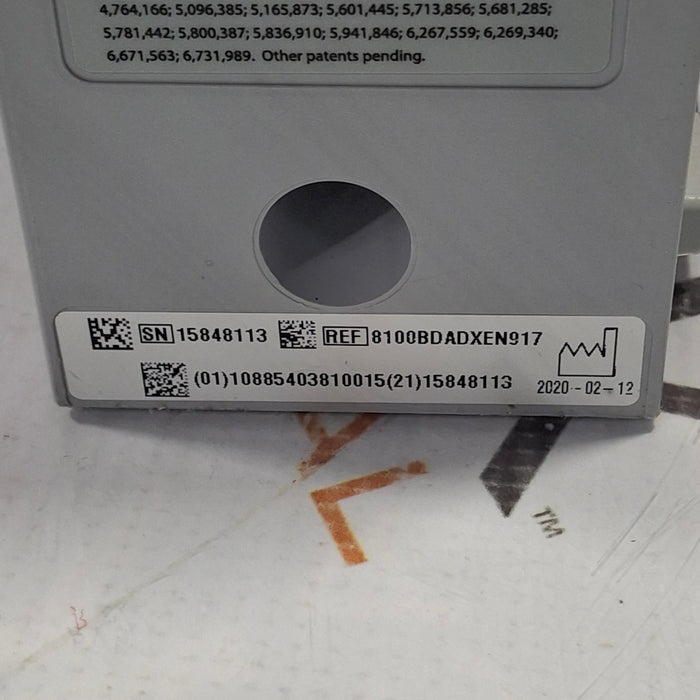 4,764,166; 5,096,385; 5,165,873; 5,601,445; 5,713,856; 5,681,285;
5,781,442; 5,800,387; 5,836,910; 5,941,846; 6,267,559; 6,269,340;
6,671,563; 6,731,989. Other patents pending.
SN 15848113 REF 8100BDADXEN917
(01)10885403810015(21)15848113 2020-02-12
TM